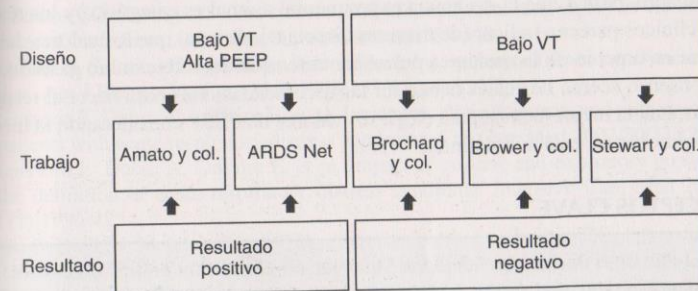 Diseño
Bajo VT
Alta PEEP
Bajo VT
Trabajo
Amato y col.
ARDS Net
Brochard
y col.
Brower y col.
Stewart y col.
Resultado
Resultado
positivo
Resultado
negativo